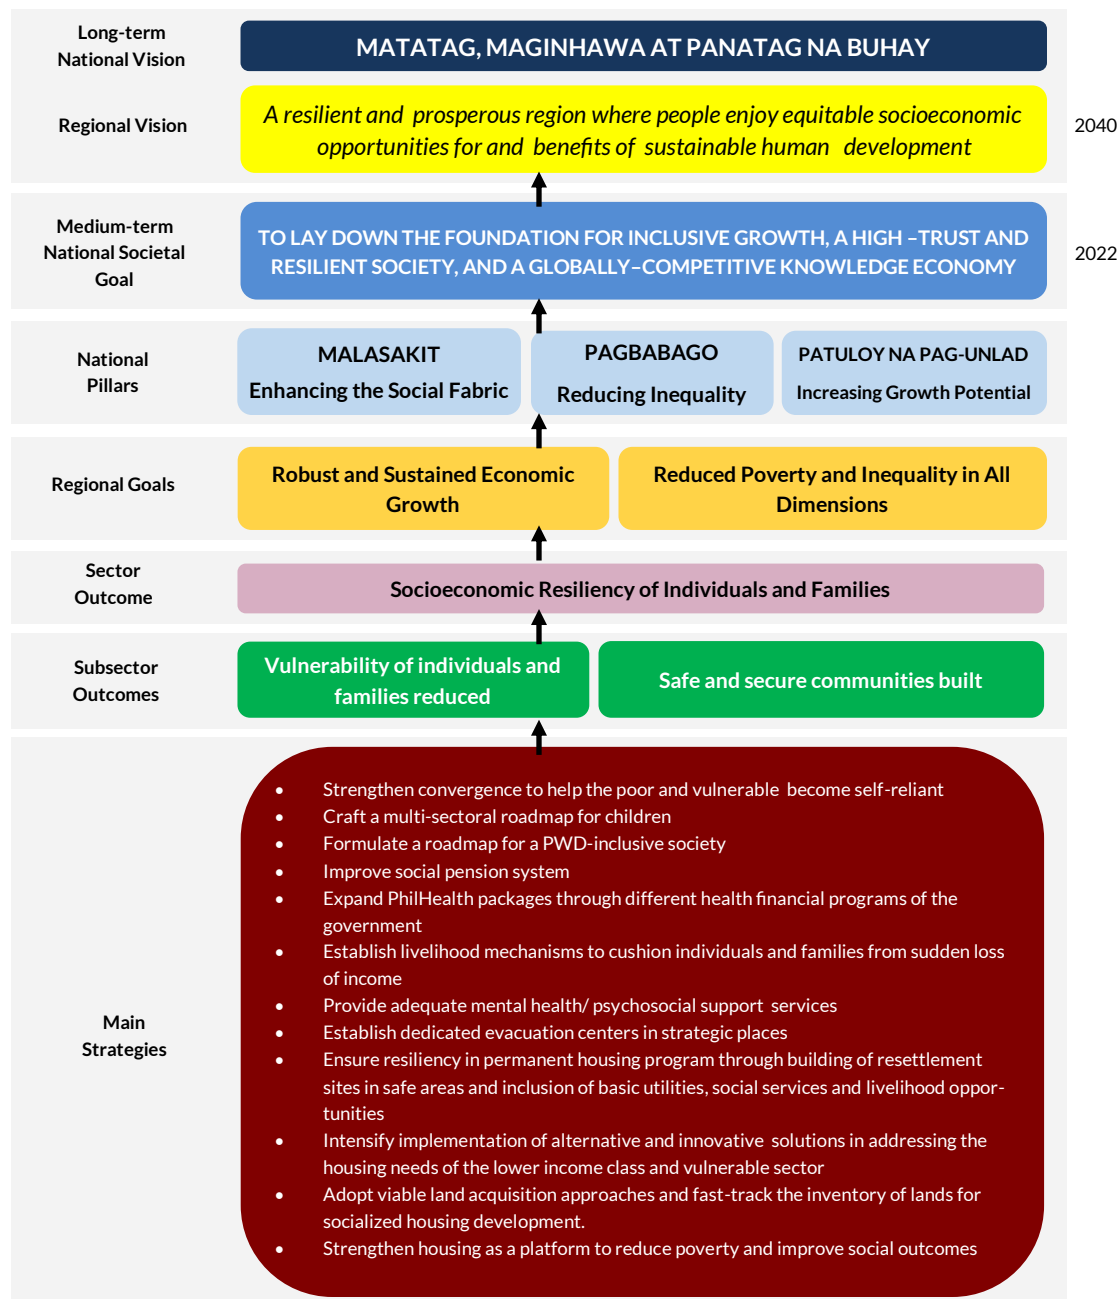 Long-term
National Vision
MATATAG, MAGINHAWA AT PANATAG NA BUHAY
Regional Vision
A resilient and prosperous region where people enjoy equitable socioeconomic
opportunities for and benefits of sustainable human development
2040
Medium-term
National Societal
Goal
TO LAY DOWN THE FOUNDATION FOR INCLUSIVE GROWTH, A HIGH –TRUST AND
RESILIENT SOCIETY, AND A GLOBALLY–COMPETITIVE KNOWLEDGE ECONOMY
2022
National
Pillars
MALASAKIT
Enhancing the Social Fabric
PAGBABAGO
Reducing Inequality
PATULOY NA PAG-UNLAD
Increasing Growth Potential
Regional Goals
Robust and Sustained Economic
Growth
Reduced Poverty and Inequality in All
Dimensions
Sector
Outcome
Socioeconomic Resiliency of Individuals and Families
Subsector
Outcomes
Vulnerability of individuals and
families reduced
Safe and secure communities built
Main
Strategies
• Strengthen convergence to help the poor and vulnerable become self-reliant
• Craft a multi-sectoral roadmap for children
• Formulate a roadmap for a PWD-inclusive society
• Improve social pension system
• Expand PhilHealth packages through different health financial programs of the
government
• Establish livelihood mechanisms to cushion individuals and families from sudden loss
of income
• Provide adequate mental health/ psychosocial support services
• Establish dedicated evacuation centers in strategic places
• Ensure resiliency in permanent housing program through building of resettlement
sites in safe areas and inclusion of basic utilities, social services and livelihood oppor-
tunities
• Intensify implementation of alternative and innovative solutions in addressing the
housing needs of the lower income class and vulnerable sector
• Adopt viable land acquisition approaches and fast-track the inventory of lands for
socialized housing development.
• Strengthen housing as a platform to reduce poverty and improve social outcomes